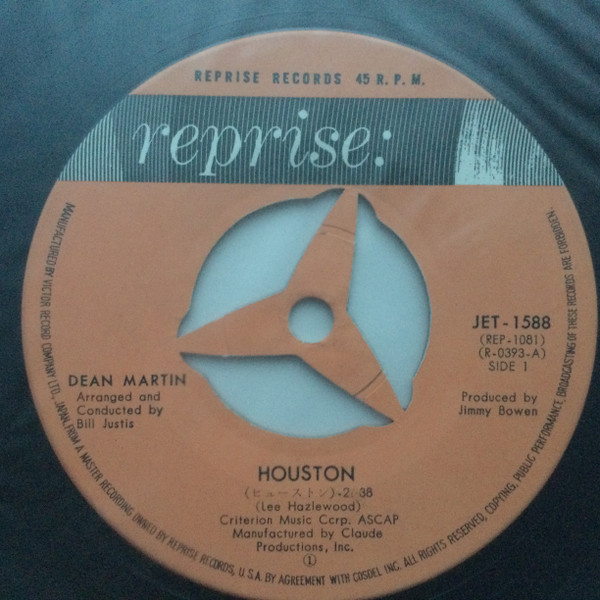 REPRISE RECORDS 45 R.P.M.
reprise:
JET-1588
(REP-1081)
(R-0393-A)
SIDE 1
DEAN MARTIN
Arranged and
Conducted by
Bill Justis
Produced by
Jimmy Bowen
HOUSTON
(ヒューストン)-2:38
(Lee Hazlewood)
Criterion Music Corp. ASCAP
Manufactured by Claude
Productions, Inc.
①
MANUFACTURED BY VICTOR RECORD COMPANY LTD., JAPAN, FROM A MASTER RECORDING OWNED BY REPRISE RECORDS, U.S.A. BY AGREEMENT WITH COSDEL INC. ALL RIGHTS RESERVED, COPYING, PUBLIC PERFORMANCE, BROADCASTING OF THESE RECORDS ARE FORBIDDEN.